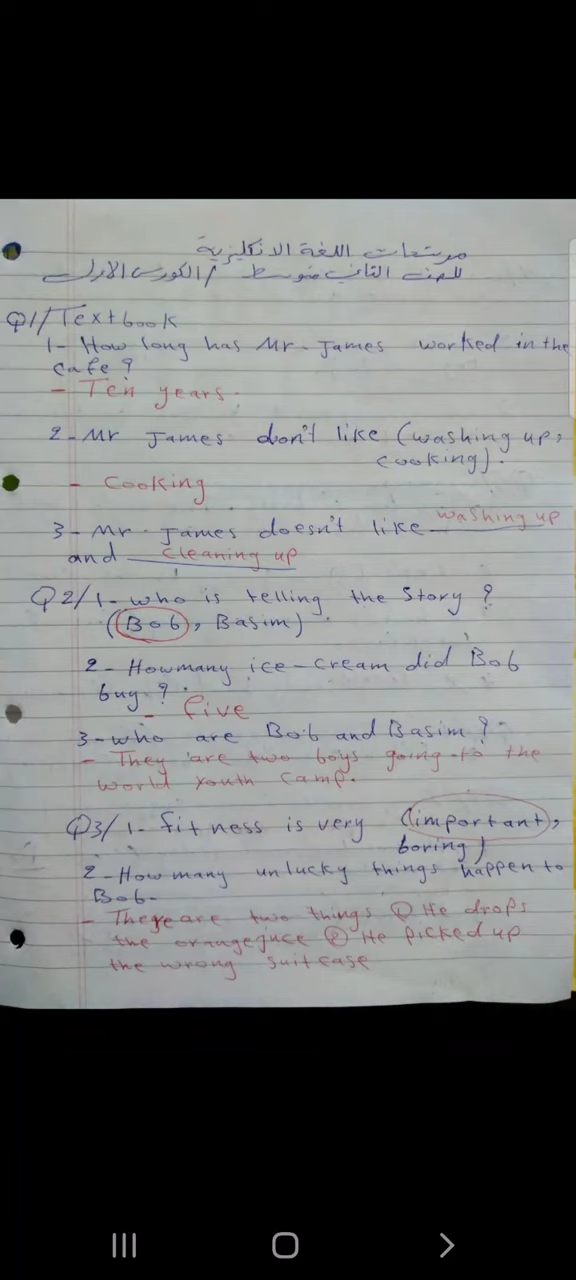 مرشحات اللغة الانكليزية
للصف الثاني متوسط / الكورس الاول
Q1/Textbook
1- How long has Mr. James worked in the
cafe ?
- Ten years.
2- Mr James don't like (washing up,
cooking).
- Cooking
3- Mr. James doesn't like washing up
and cleaning up
Q2/1- who is telling the Story ?
(Bob, Basim)
2- Howmany ice-cream did Bob
buy ?
- five
3- who are Bob and Basim ?
- They are two boys going to the
world youth camp.
Q3/1- fitness is very (important,
boring)
2- How many unlucky things happen to
Bob-
- There are two things ① He drops
the orangejuce ② He picked up
the wrong suitcase